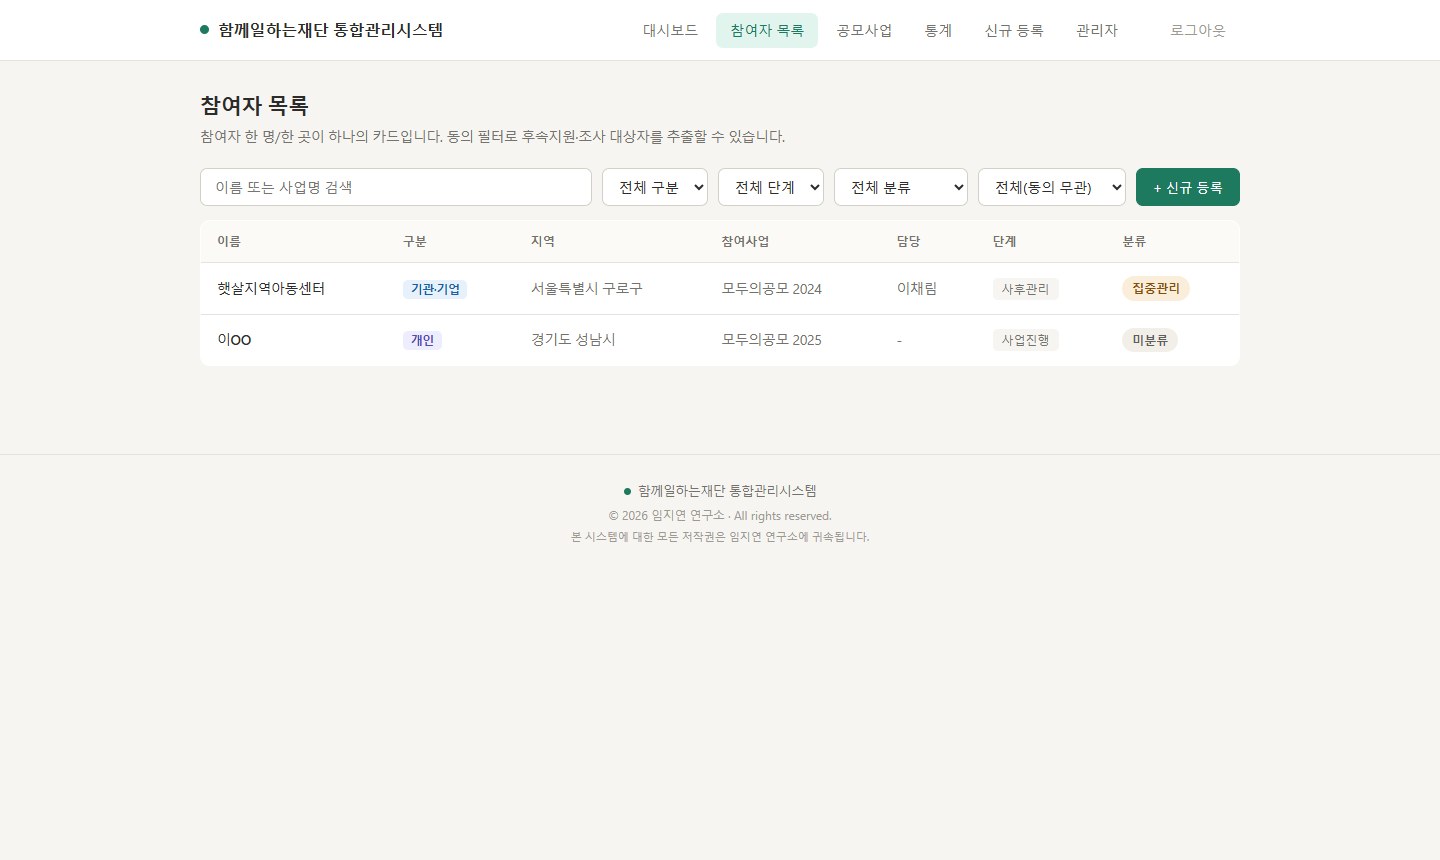 함께일하는재단 통합관리시스템 대시보드 참여자 목록 공모사업 통계 신규 등록 관리자 로그아웃
참여자 목록
참여자 한 명/한 곳이 하나의 카드입니다. 동의 필터로 후속지원·조사 대상자를 추출할 수 있습니다.
이름 또는 사업명 검색 전체 구분 전체 단계 전체 분류 전체(동의 무관) + 신규 등록
이름 구분 지역 참여사업 담당 단계 분류
햇살지역아동센터 기관·기업 서울특별시 구로구 모두의공모 2024 이채림 사후관리 집중관리
이OO 개인 경기도 성남시 모두의공모 2025 - 사업진행 미분류
함께일하는재단 통합관리시스템
© 2026 임지연 연구소 · All rights reserved.
본 시스템에 대한 모든 저작권은 임지연 연구소에 귀속됩니다.